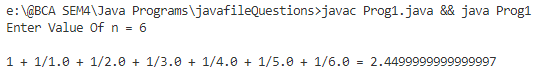 e:\@BCA SEM4\Java Programs\javafileQuestions>javac Prog1.java && java Prog1
Enter Value Of n = 6
1 + 1/1.0 + 1/2.0 + 1/3.0 + 1/4.0 + 1/5.0 + 1/6.0 = 2.4499999999999997